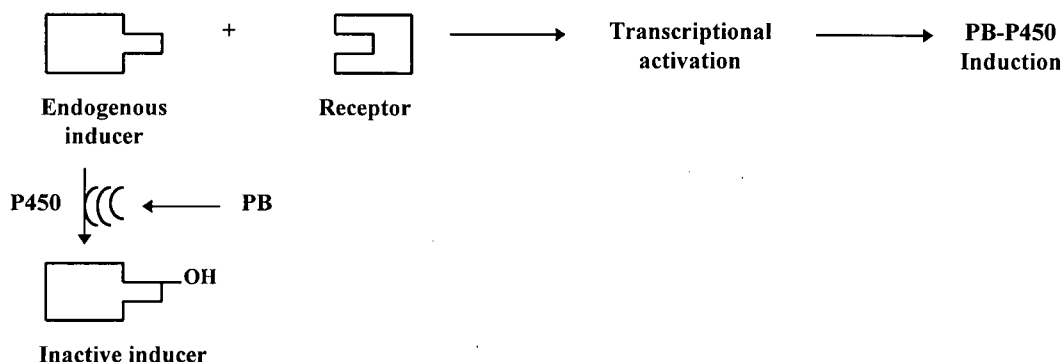 +
Transcriptional
activation
PB-P450
Induction
Endogenous
inducer
Receptor
P450
PB
OH
Inactive inducer